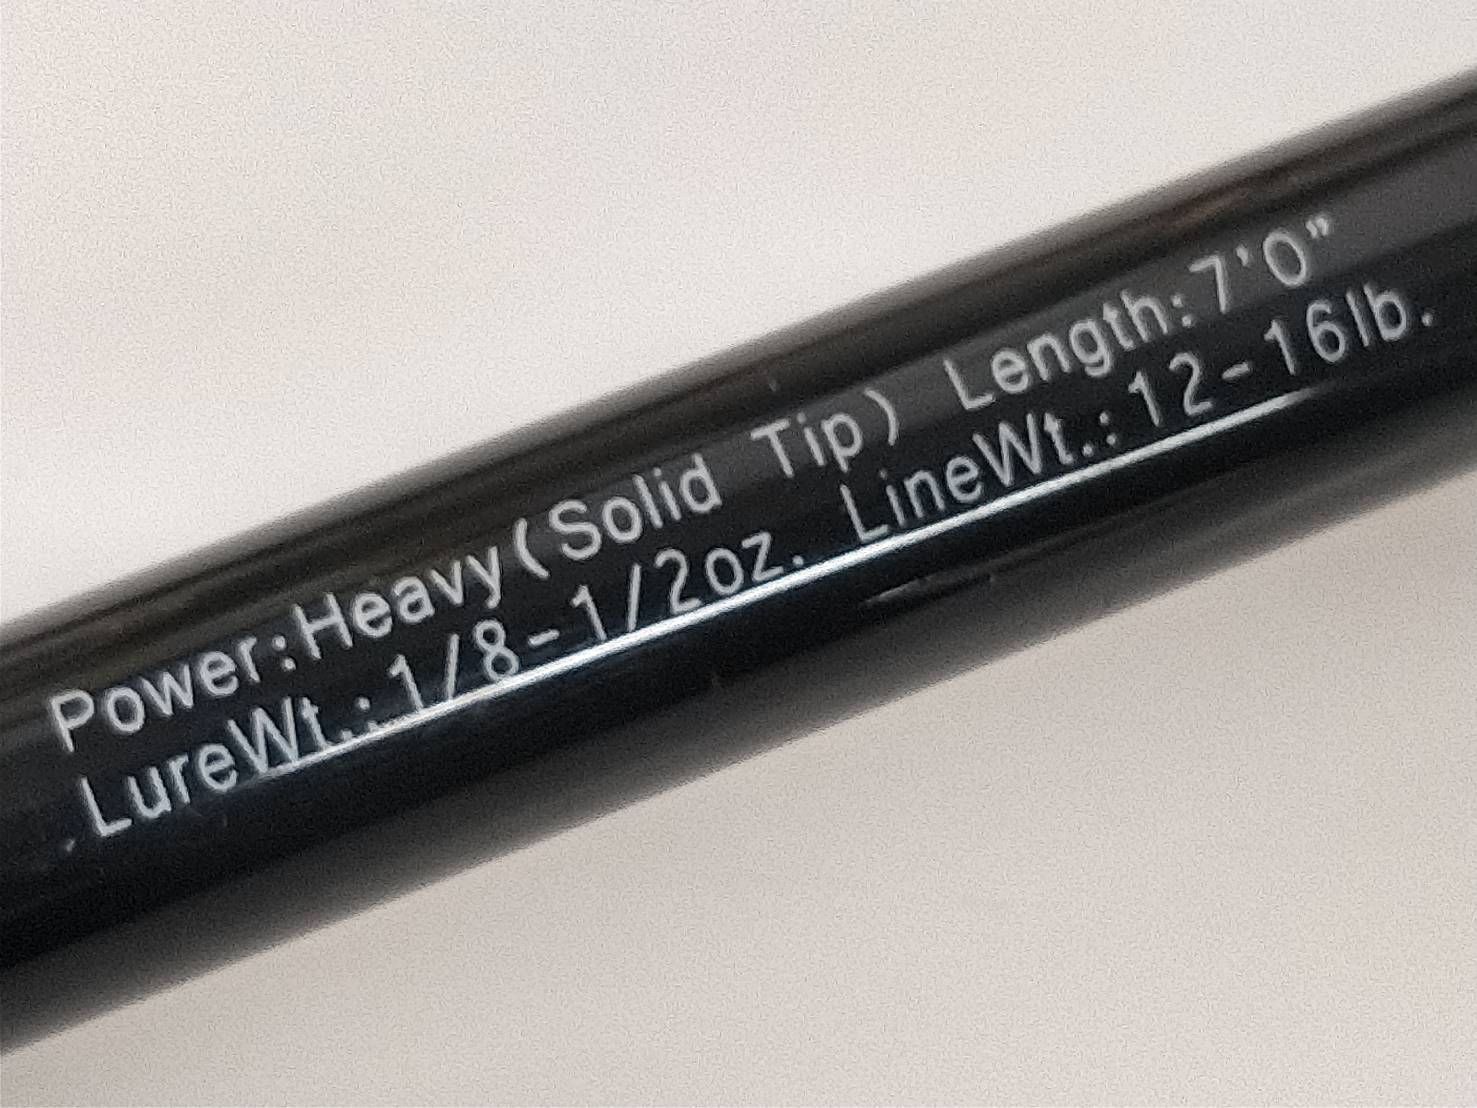 Power:Heavy(Solid Tip) Length:7'0"
LureWt.:1/8-1/2oz. LineWt.:12-16lb.